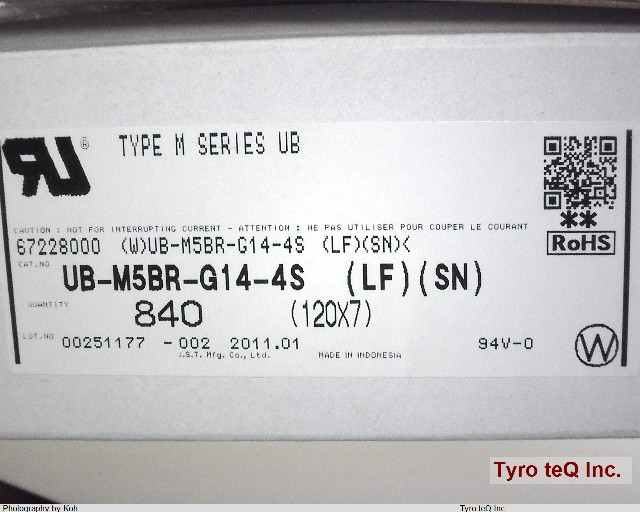 RU®
TYPE M SERIES UB
CAUTION : NOT FOR INTERRUPTING CURRENT - ATTENTION : NE PAS UTILISER POUR COUPER LE COURANT
**
RoHS
67228000 (W)UB-M5BR-G14-4S (LF)(SN)<
CAT.NO
UB-M5BR-G14-4S (LF)(SN)
QUANTITY
840 (120X7)
LOT.NO
00251177 -002 2011.01
94V-0
W
J.S.T. Mfg. Co., Ltd.
MADE IN INDONESIA
Tyro teQ Inc.
Photography by Koh
Tyro teQ Inc